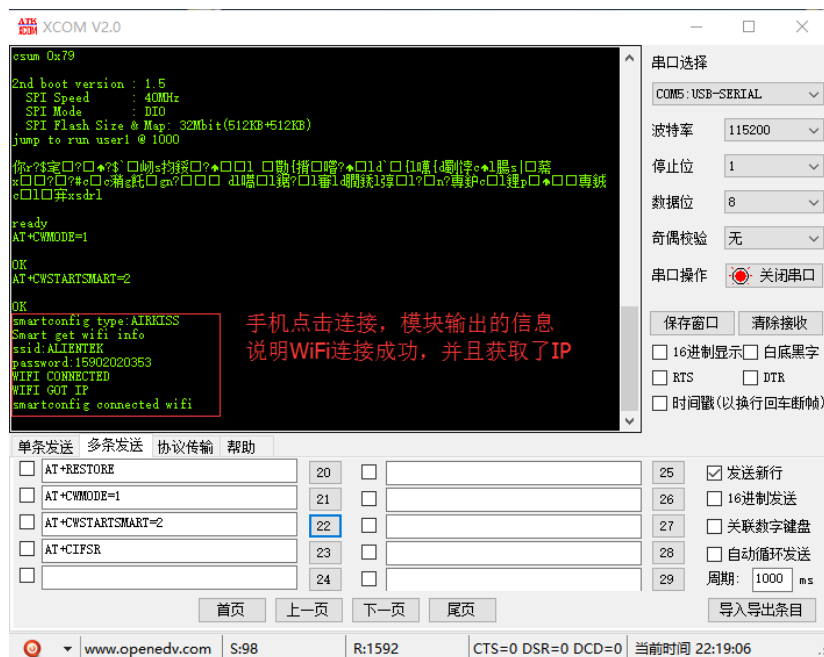 XCOM V2.0
csum 0x79
2nd boot version : 1.5
SPI Speed : 40MHz
SPI Mode : DIO
SPI Flash Size & Map: 32Mbit(512KB+512KB)
jump to run user1 @ 1000
ready
AT+CWMODE=1
OK
AT+CWSTARTSMART=2
OK
smartconfig type:AIRKISS
Smart get wifi info
ssid:ALIENTEK
password:15902020353
WIFI CONNECTED
WIFI GOT IP
smartconfig connected wifi
手机点击连接，模块输出的信息
说明WiFi连接成功，并且获取了IP
串口选择
COM5:USB-SERIAL
波特率 115200
停止位 1
数据位 8
奇偶校验 无
串口操作 关闭串口
保存窗口 清除接收
16进制显示 白底黑字
RTS DTR
时间戳(以换行回车断帧)
单条发送 多条发送 协议传输 帮助
AT+RESTORE 20 25 发送新行
AT+CWMODE=1 21 26 16进制发送
AT+CWSTARTSMART=2 22 27 关联数字键盘
AT+CIFSR 23 28 自动循环发送
24 29 周期: 1000 ms
首页 上一页 下一页 尾页 导入导出条目
www.openedv.com S:98 R:1592 CTS=0 DSR=0 DCD=0 当前时间 22:19:06